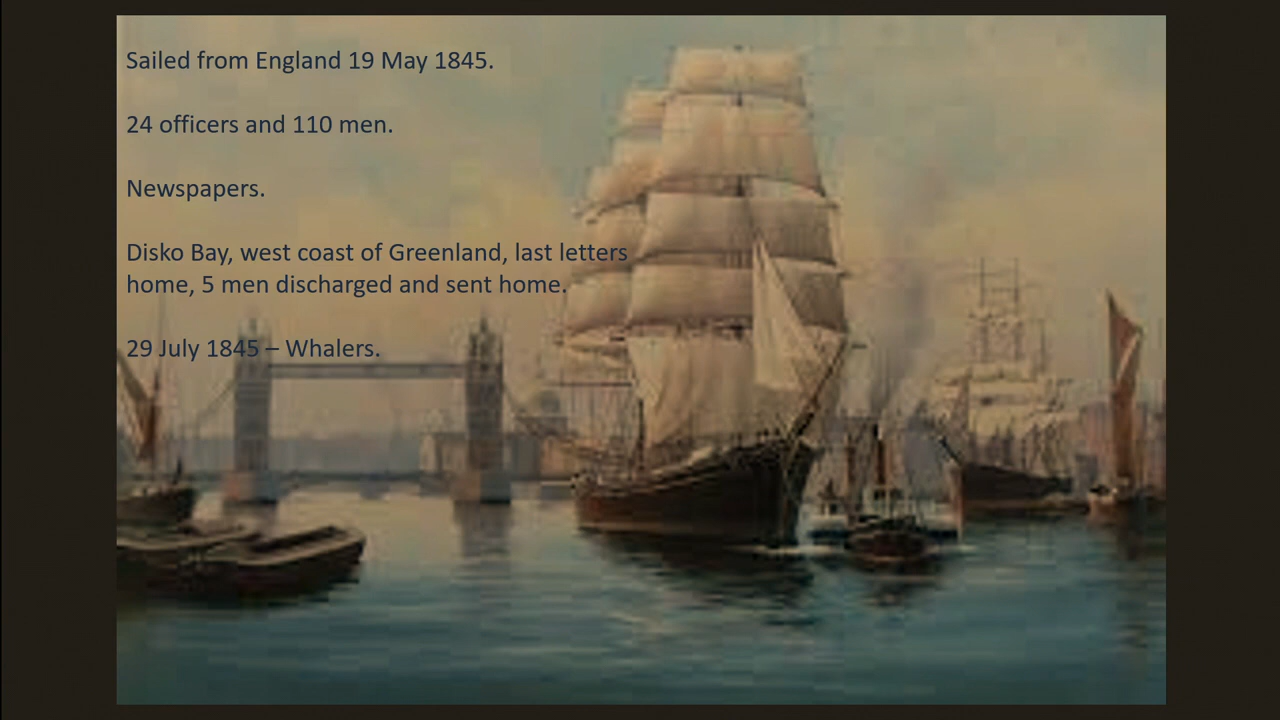 Sailed from England 19 May 1845.
24 officers and 110 men.
Newspapers.
Disko Bay, west coast of Greenland, last letters
home, 5 men discharged and sent home.
29 July 1845 – Whalers.